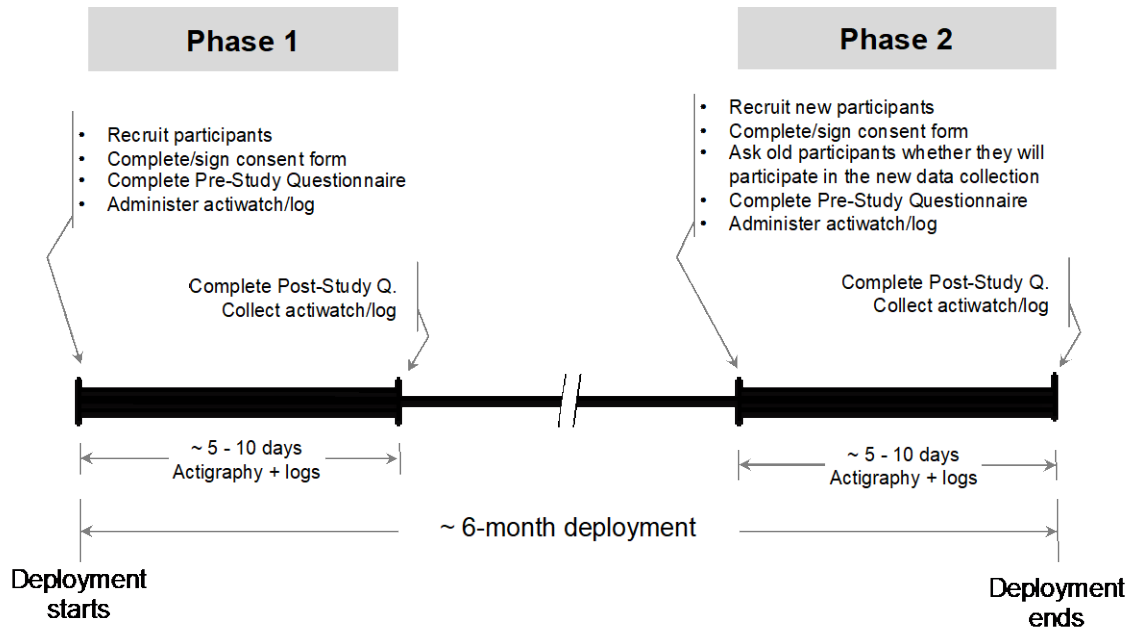 Phase 1
Phase 2
• Recruit participants
• Complete/sign consent form
• Complete Pre-Study Questionnaire
• Administer actiwatch/log
• Recruit new participants
• Complete/sign consent form
• Ask old participants whether they will
participate in the new data collection
• Complete Pre-Study Questionnaire
• Administer actiwatch/log
Complete Post-Study Q.
Collect actiwatch/log
Complete Post-Study Q.
Collect actiwatch/log
~ 5 - 10 days
Actigraphy + logs
~ 5 - 10 days
Actigraphy + logs
~ 6-month deployment
Deployment
starts
Deployment
ends